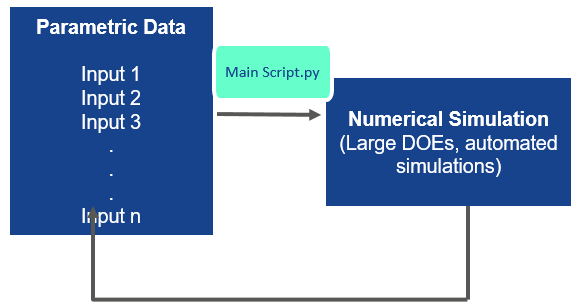 Parametric Data
Input 1
Input 2
Input 3
.
.
.
Input n
Main Script.py
Numerical Simulation
(Large DOEs, automated
simulations)